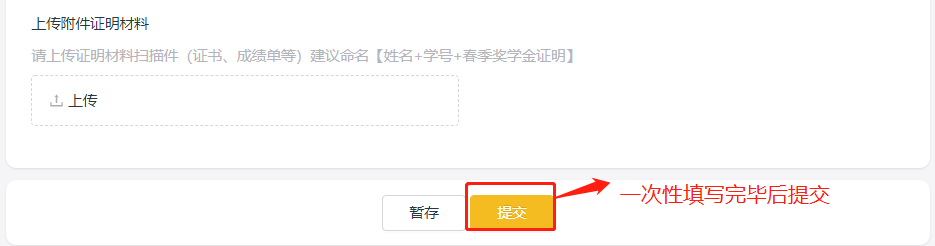 上传附件证明材料
请上传证明材料扫描件（证书、成绩单等）建议命名【姓名+学号+春季奖学金证明】
上传
暂存
提交
一次性填写完毕后提交